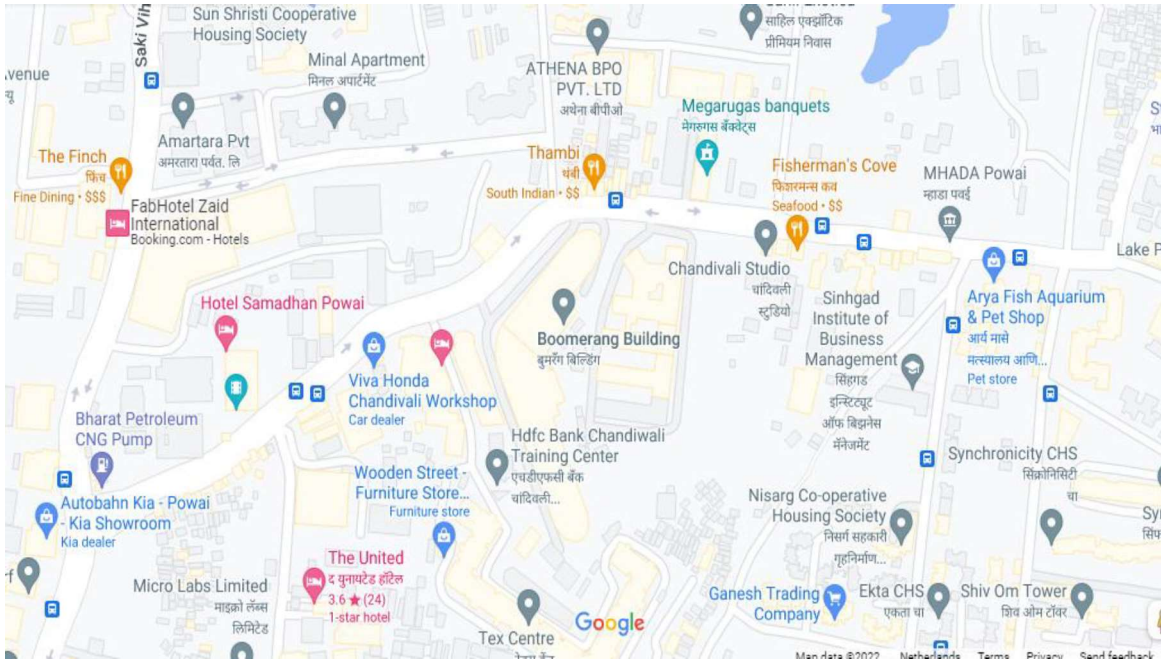 Sun Shristi Cooperative
Housing Society
Saki Vih
Minal Apartment
मिनल अपार्टमेंट
साहिल एक्झॉटिक
प्रीमियम निवास
ATHENA BPO
PVT. LTD
अथेना बीपीओ
Amartara Pvt
अमरतारा पर्वत. लि
Megarugas banquets
मेगरुगस बँक्वेट्स
The Finch
फिंच
Fine Dining • $$$
Thambi
थंबी
South Indian • $$
Fisherman's Cove
फिशरमन्स कव
Seafood • $$
MHADA Powai
म्हाडा पवई
FabHotel Zaid
International
Booking.com - Hotels
Lake P
Chandivali Studio
चांदिवली
स्टुडियो
Hotel Samadhan Powai
Boomerang Building
बुमरँग बिल्डिंग
Sinhgad
Institute of
Business
Management
सिंहगड
इन्स्टिट्यूट
ऑफ बिझनेस
मॅनेजमेंट
Arya Fish Aquarium
& Pet Shop
आर्य मासे
मत्स्यालय आणि...
Pet store
Viva Honda
Chandivali Workshop
Car dealer
Bharat Petroleum
CNG Pump
Hdfc Bank Chandiwali
Training Center
एचडीएफसी बँक
चांदिवली...
Synchronicity CHS
सिंक्रोनिसिटी
चा
Wooden Street -
Furniture Store...
Furniture store
Autobahn Kia - Powai
- Kia Showroom
Kia dealer
Nisarg Co-operative
Housing Society
निसर्ग सहकारी
गृहनिर्माण...
The United
द युनायटेड हॉटेल
3.6 ★ (24)
1-star hotel
Micro Labs Limited
माइक्रो लॅब्स
लिमिटेड
Ganesh Trading
Company
Ekta CHS
एकता चा
Shiv Om Tower
शिव ओम टॉवर
Tex Centre
Google
Map data ©2022 Netherlands Terms Privacy Send feedback